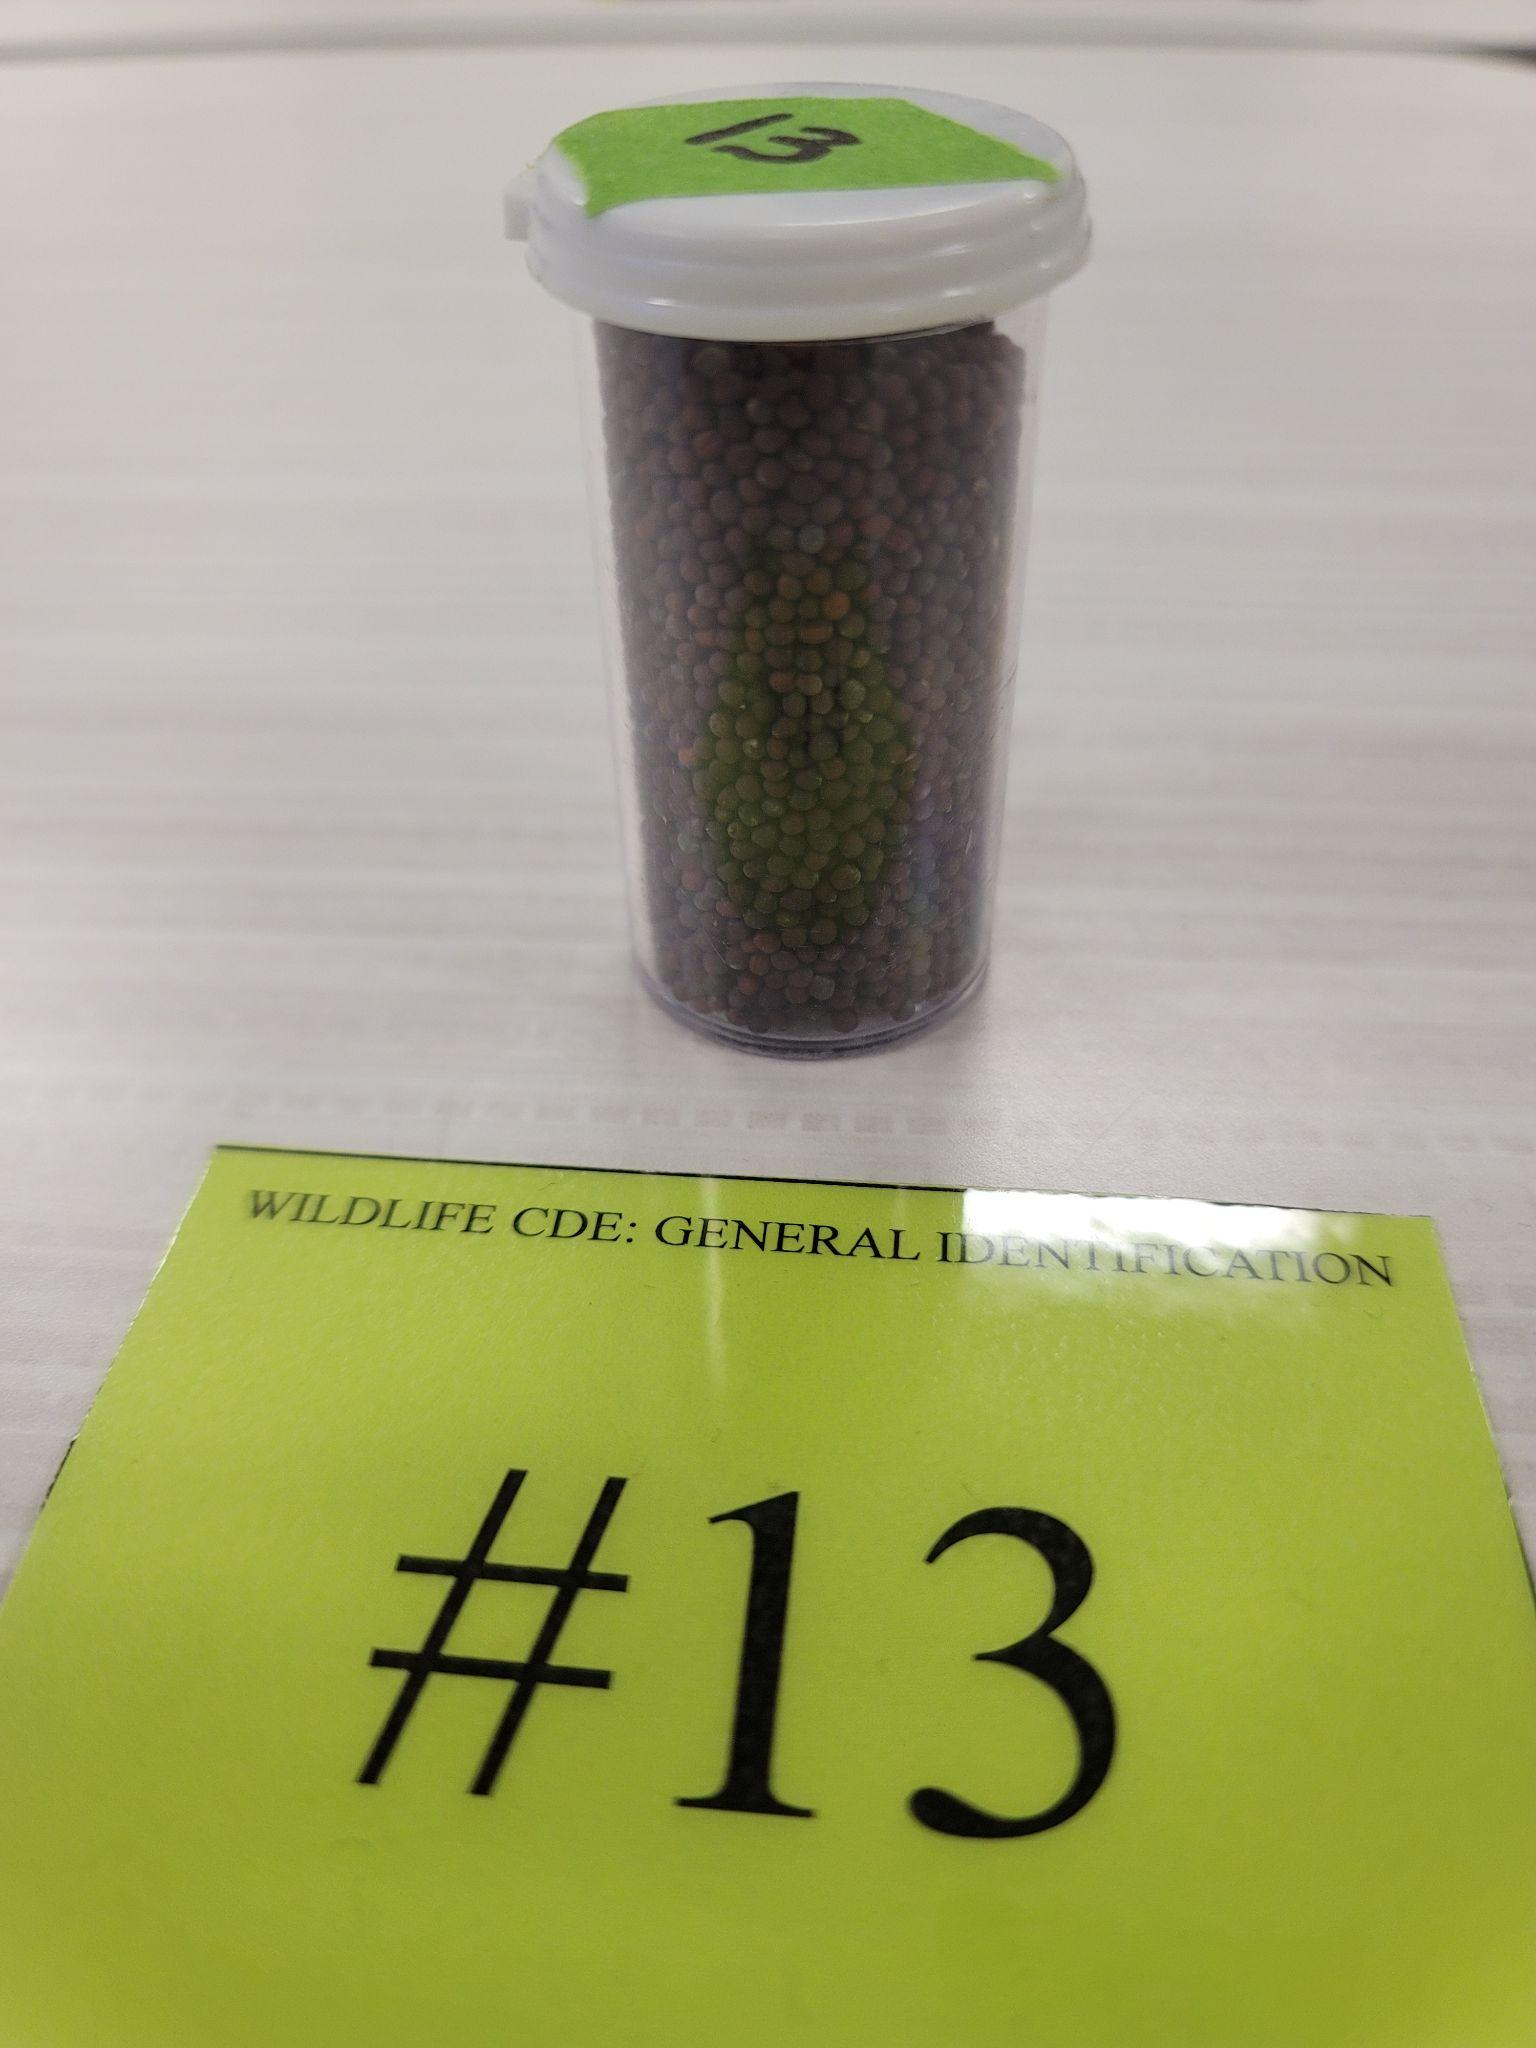 13
WILDLIFE CDE: GENERAL IDENTIFICATION
#13